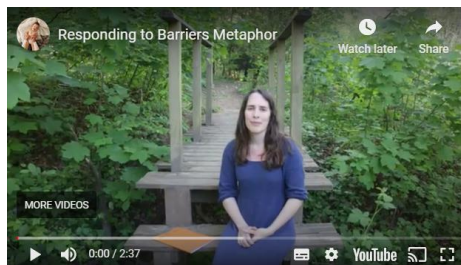 Responding to Barriers Metaphor
Watch later
Share
MORE VIDEOS
0:00 / 2:37
YouTube